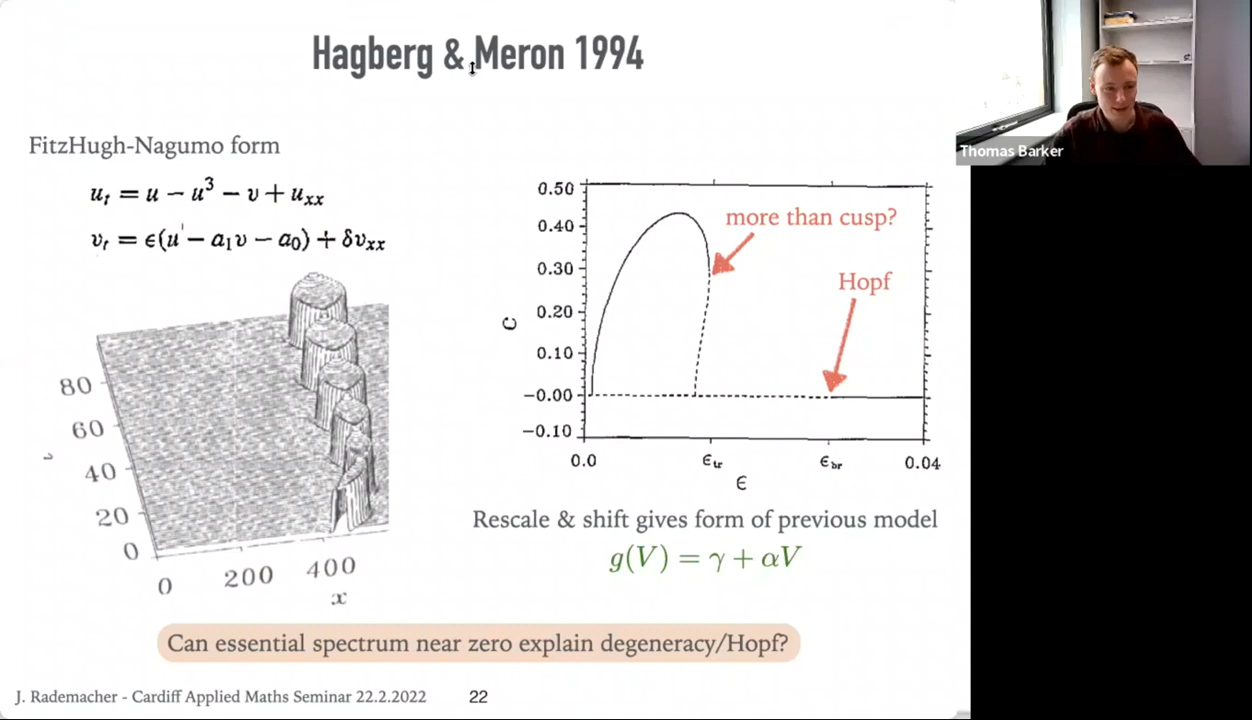 Hagberg & Meron 1994
Thomas Barker
FitzHugh-Nagumo form
u_t = u − u³ − v + u_xx
v_t = ϵ(u − a₁v − a₀) + δv_xx
0.50
0.40
0.30
0.20
0.10
−0.00
−0.10
c
more than cusp?
Hopf
0.0
ϵ_tr
ϵ_br
0.04
ϵ
80
60
40
20
0
0
200
400
x
Rescale & shift gives form of previous model
g(V) = γ + αV
Can essential spectrum near zero explain degeneracy/Hopf?
J. Rademacher - Cardiff Applied Maths Seminar 22.2.2022
22